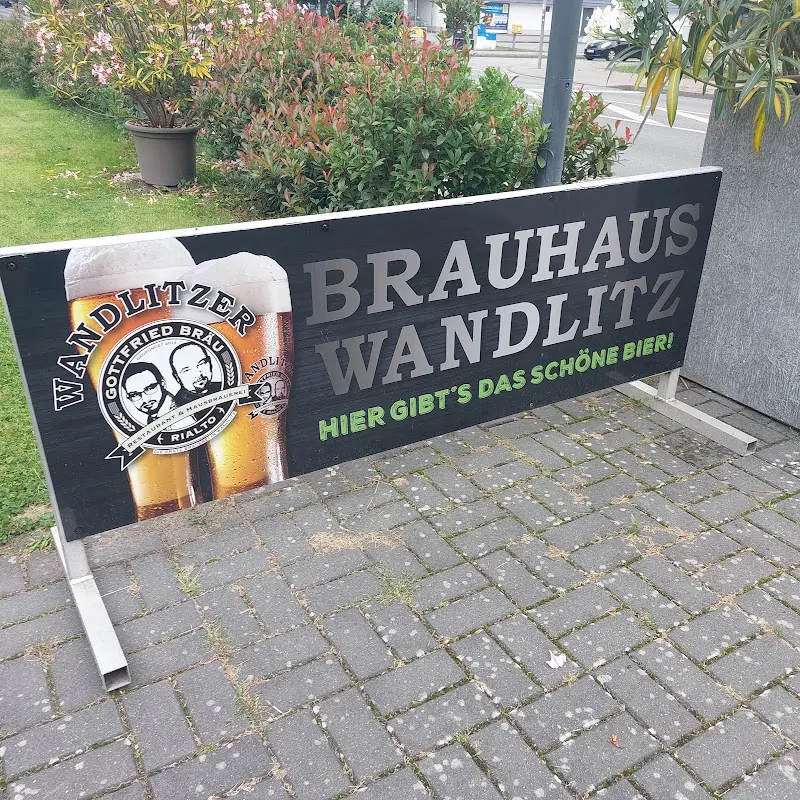 WANDLITZER
GOTTFRIED BRÄU
RESTAURANT & HAUSBRAUEREI
RIALTO
BRAUHAUS
WANDLITZ
HIER GIBT´S DAS SCHÖNE BIER!